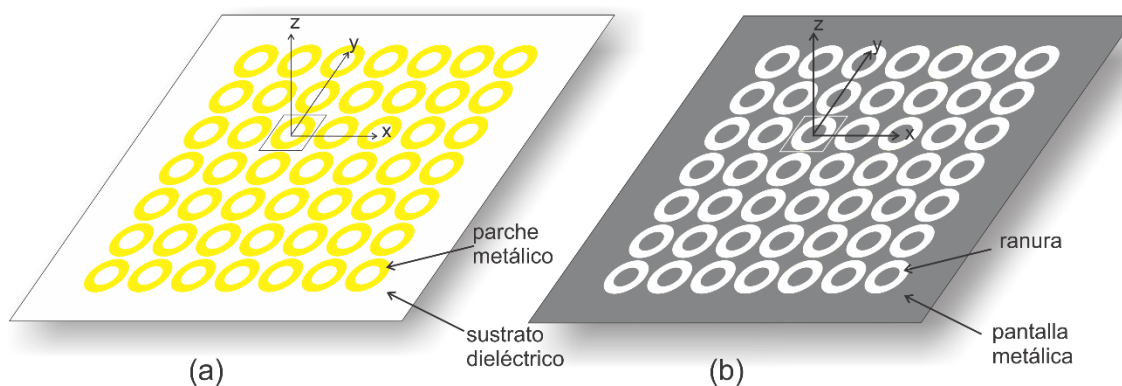 z
y
x
parche
metálico
sustrato
dieléctrico
(a)
z
y
x
ranura
pantalla
metálica
(b)